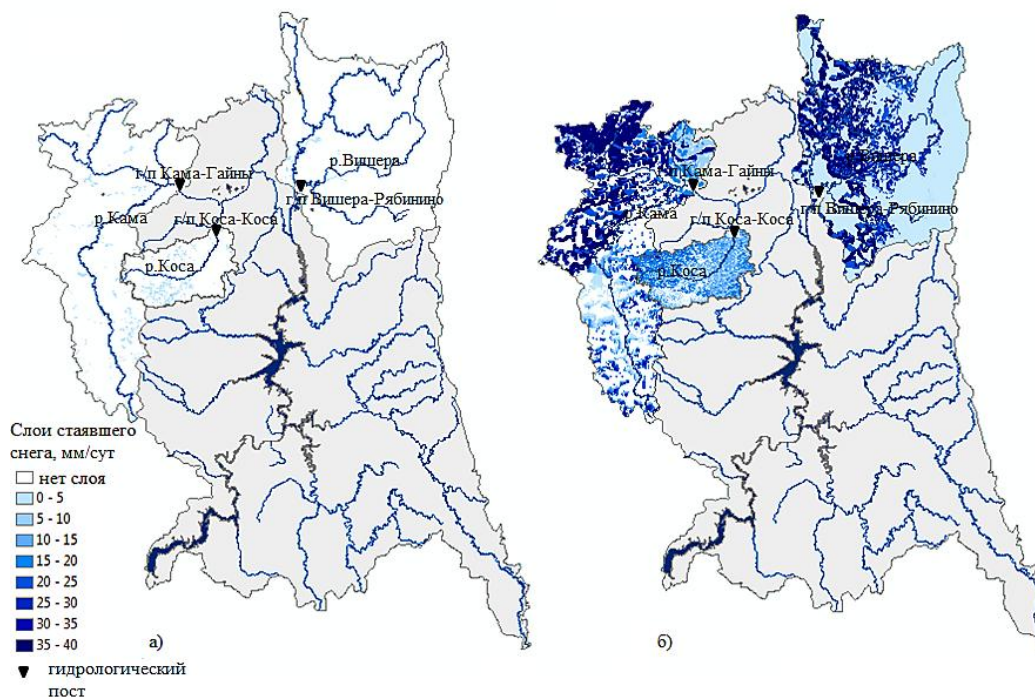 р.Вишера
г/п Кама-Гайны
г/п Вишера-Рябинино
р.Кама
г/п Коса-Коса
р.Коса
Слои стаявшего
снега, мм/сут
нет слоя
0 - 5
5 - 10
10 - 15
15 - 20
20 - 25
25 - 30
30 - 35
35 - 40
гидрологический
пост
а)
р.Вишера
г/п Кама-Гайны
г/п Вишера-Рябинино
р.Кама
г/п Коса-Коса
р.Коса
б)